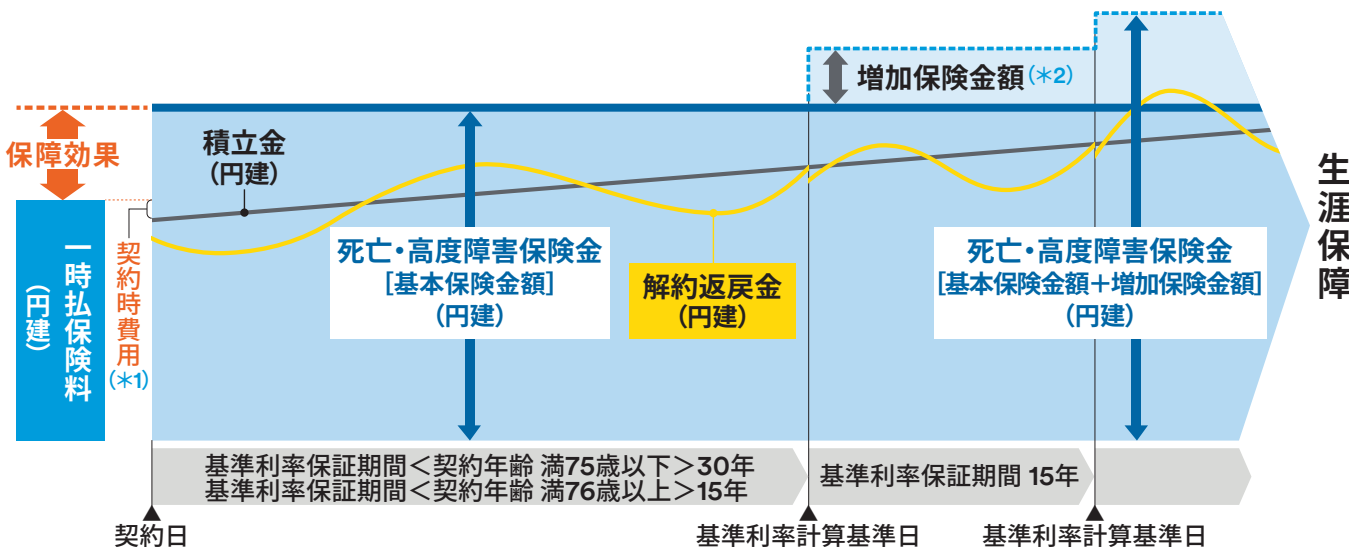 増加保険金額(＊2)
保障効果
積立金
(円建)
一時払保険料
(円建)
契約時費用
(＊1)
死亡・高度障害保険金
[基本保険金額]
(円建)
解約返戻金
(円建)
死亡・高度障害保険金
[基本保険金額＋増加保険金額]
(円建)
生涯保障
基準利率保証期間＜契約年齢 満75歳以下＞30年
基準利率保証期間＜契約年齢 満76歳以上＞15年
基準利率保証期間 15年
契約日
基準利率計算基準日
基準利率計算基準日